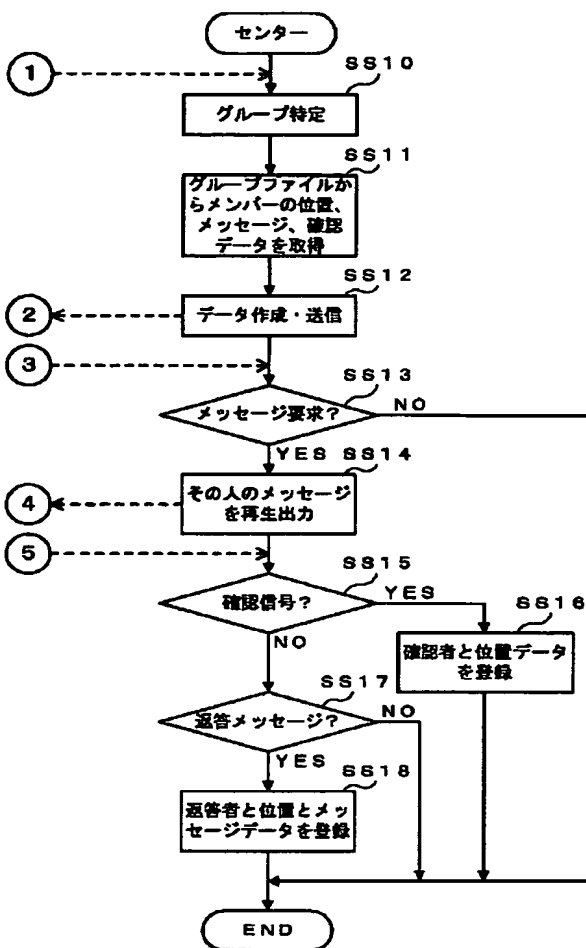 センター
1
SS10
グループ特定
SS11
グループファイルか
らメンバーの位置、
メッセージ、確認
データを取得
SS12
2
データ作成・送信
3
SS13
メッセージ要求?
NO
YES
SS14
4
その人のメッセージ
を再生出力
5
SS15
確認信号?
YES
SS16
NO
確認者と位置データ
を登録
SS17
返答メッセージ?
NO
YES
SS18
返答者と位置とメッ
セージデータを登録
END